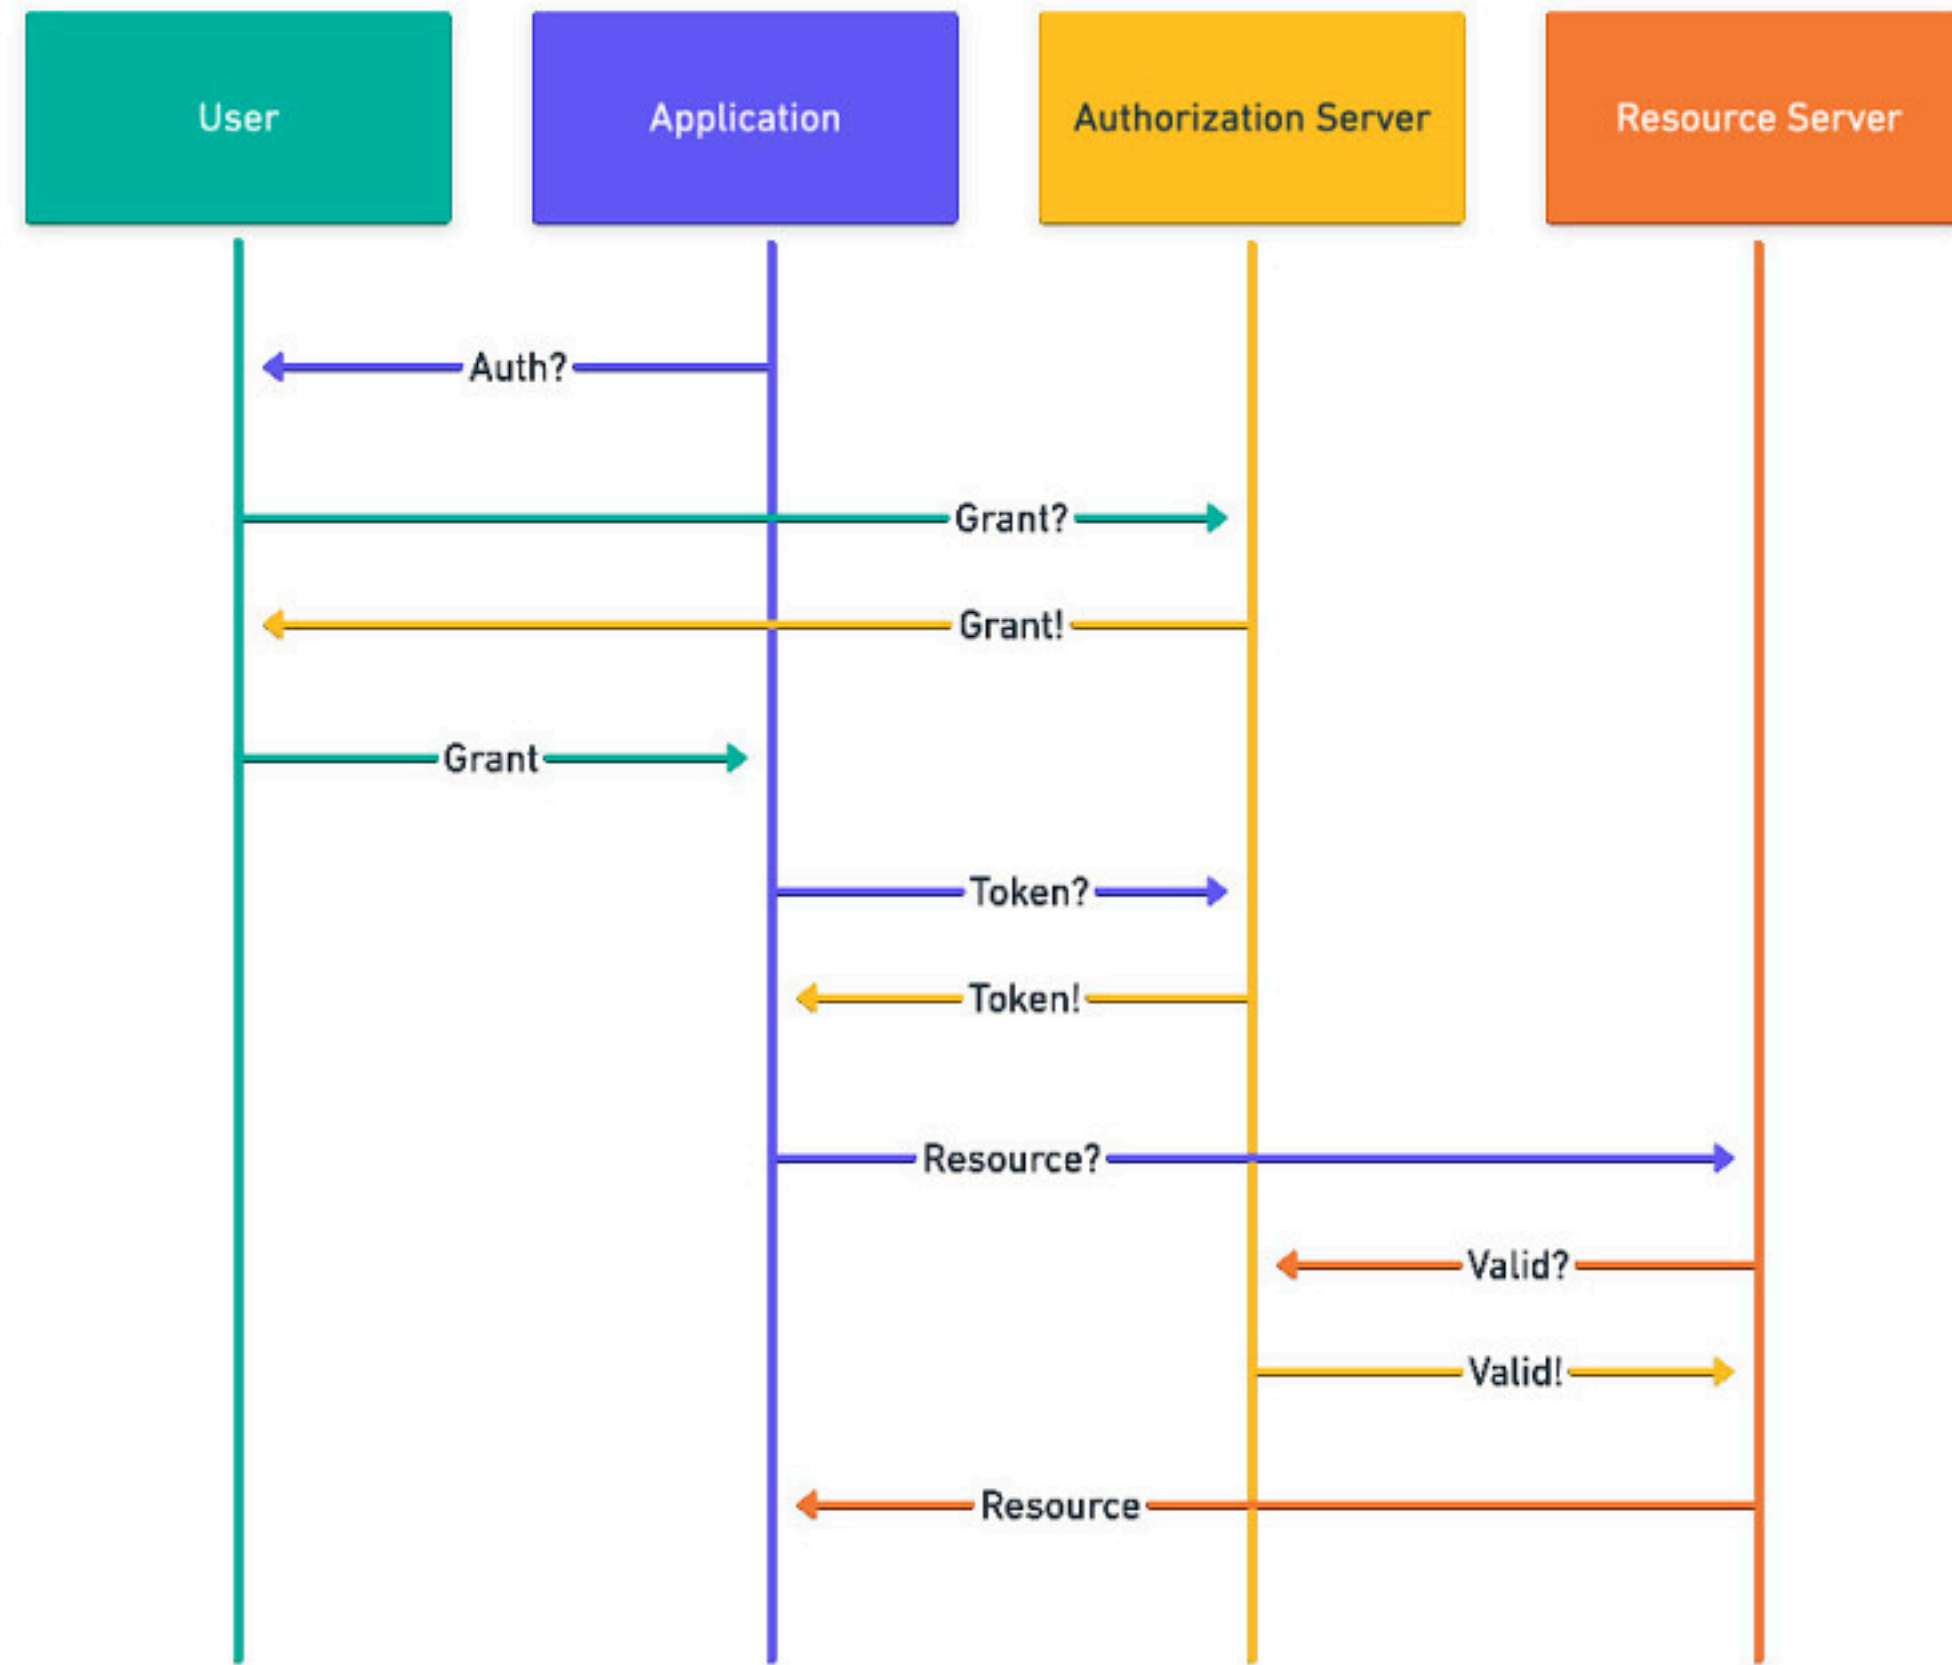 User
Application
Authorization Server
Resource Server
Auth?
Grant?
Grant!
Grant
Token?
Token!
Resource?
Valid?
Valid!
Resource